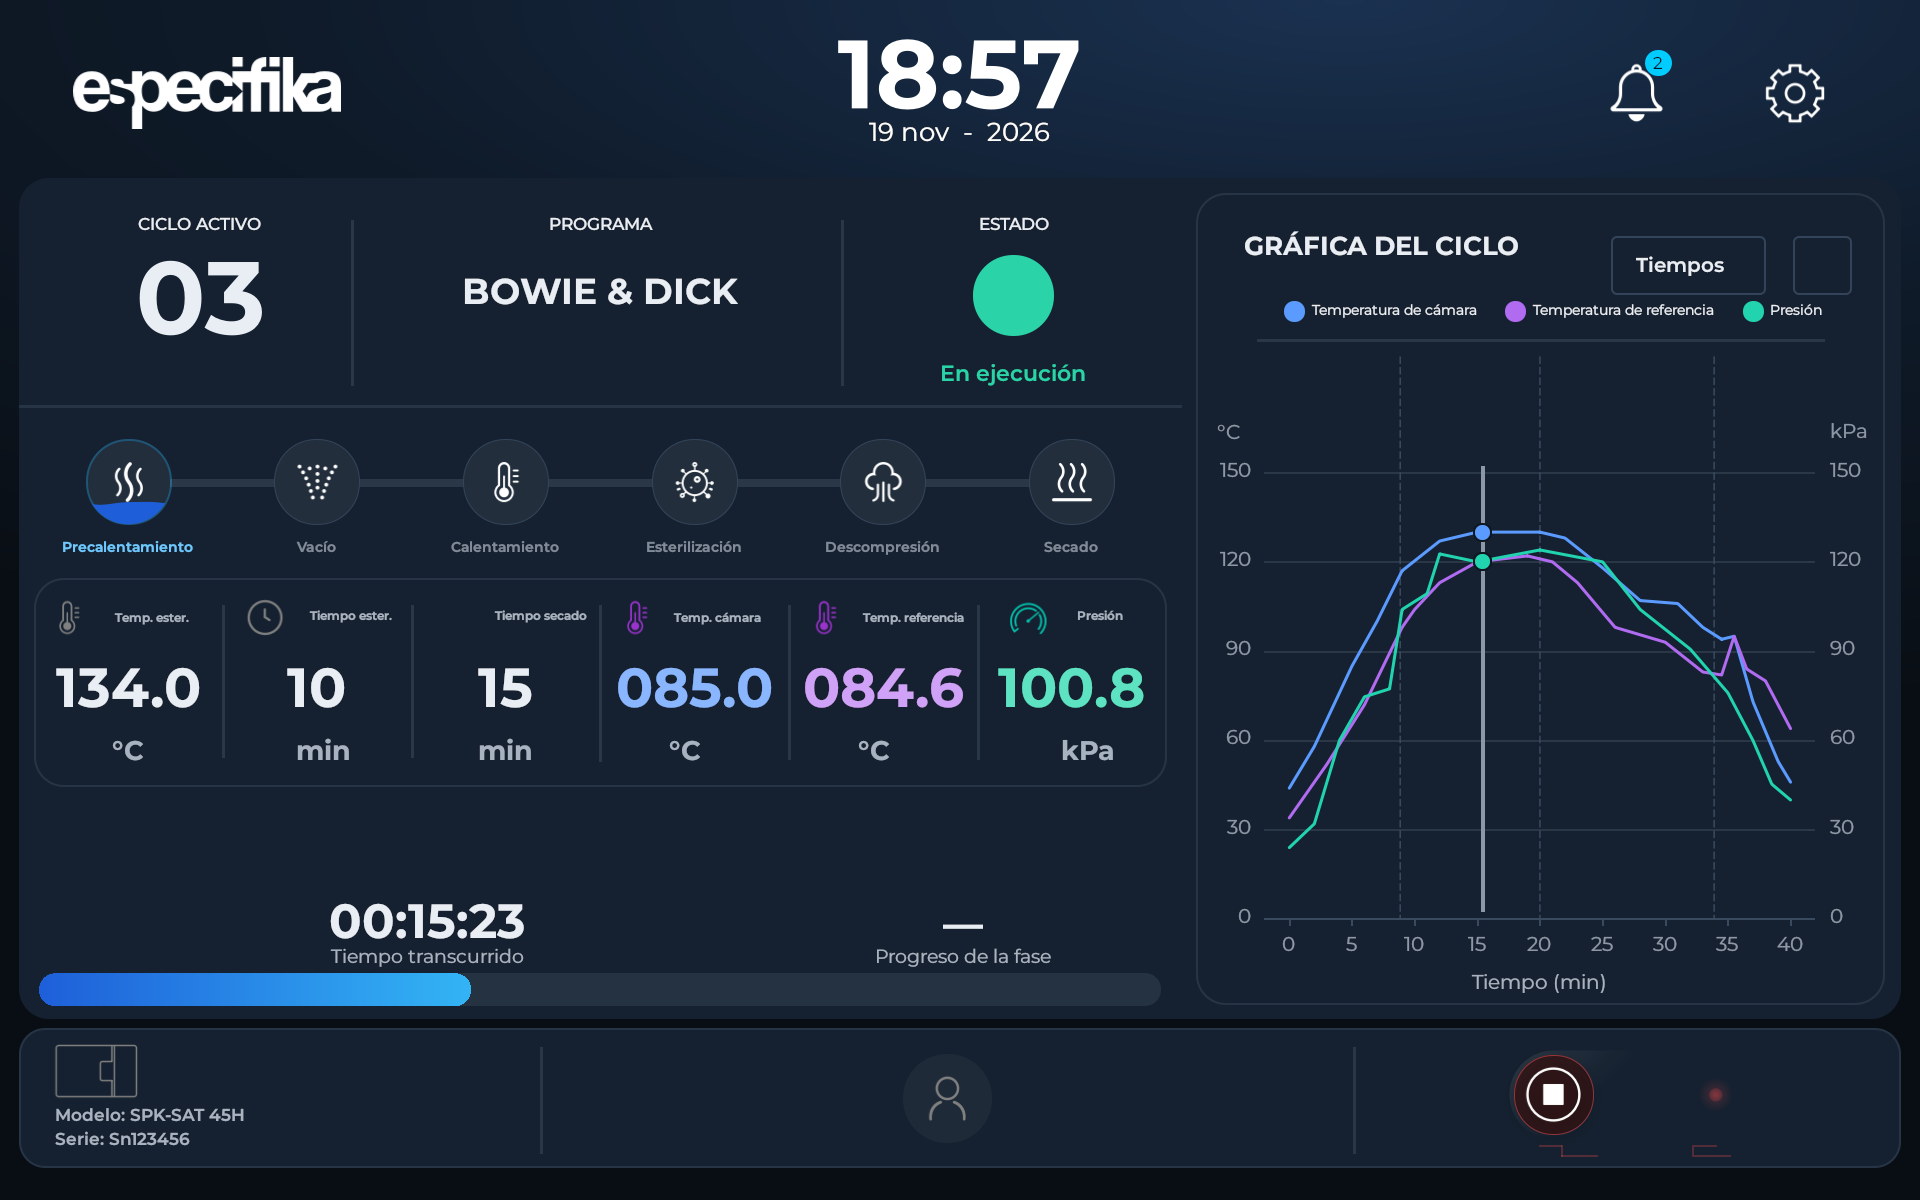 especifika
18:57
19 nov - 2026
2
CICLO ACTIVO
03
PROGRAMA
BOWIE & DICK
ESTADO
En ejecución
GRÁFICA DEL CICLO
Tiempos
Temperatura de cámara
Temperatura de referencia
Presión
Precalentamiento
Vacío
Calentamiento
Esterilización
Descompresión
Secado
Temp. ester.
134.0
°C
Tiempo ester.
10
min
Tiempo secado
15
min
Temp. cámara
085.0
°C
Temp. referencia
084.6
°C
Presión
100.8
kPa
00:15:23
Tiempo transcurrido
—
Progreso de la fase
°C
kPa
150
150
120
120
90
90
60
60
30
30
0
0
0 5 10 15 20 25 30 35 40
Tiempo (min)
Modelo: SPK-SAT 45H
Serie: Sn123456